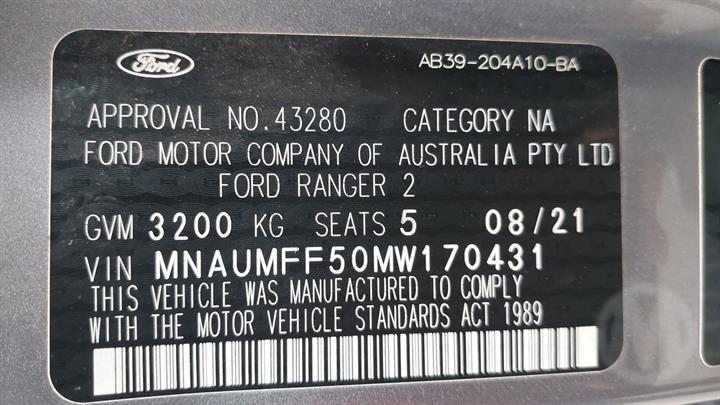 Ford
AB39-204A10-BA
APPROVAL NO.43280 CATEGORY NA
FORD MOTOR COMPANY OF AUSTRALIA PTY LTD
FORD RANGER 2
GVM 3200 KG SEATS 5 08/21
VIN MNAUMFF50MW170431
THIS VEHICLE WAS MANUFACTURED TO COMPLY
WITH THE MOTOR VEHICLE STANDARDS ACT 1989